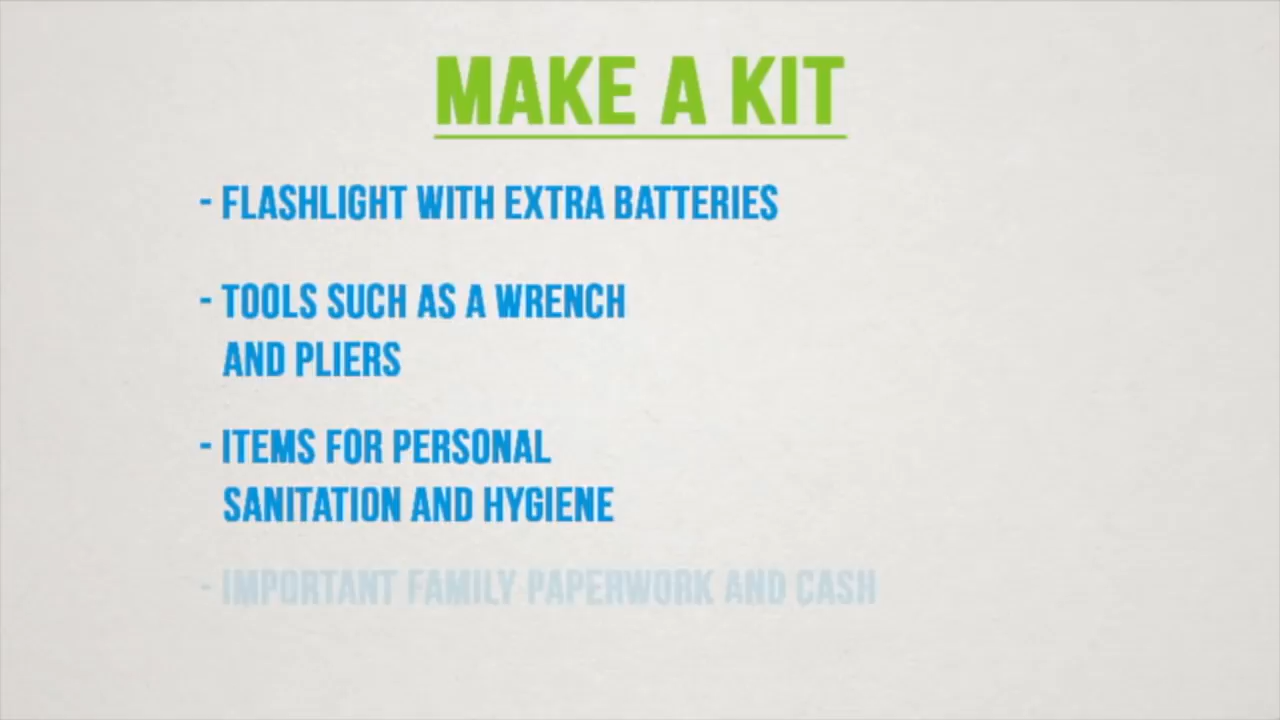 MAKE A KIT
- FLASHLIGHT WITH EXTRA BATTERIES
- TOOLS SUCH AS A WRENCH
AND PLIERS
- ITEMS FOR PERSONAL
SANITATION AND HYGIENE
- IMPORTANT FAMILY PAPERWORK AND CASH